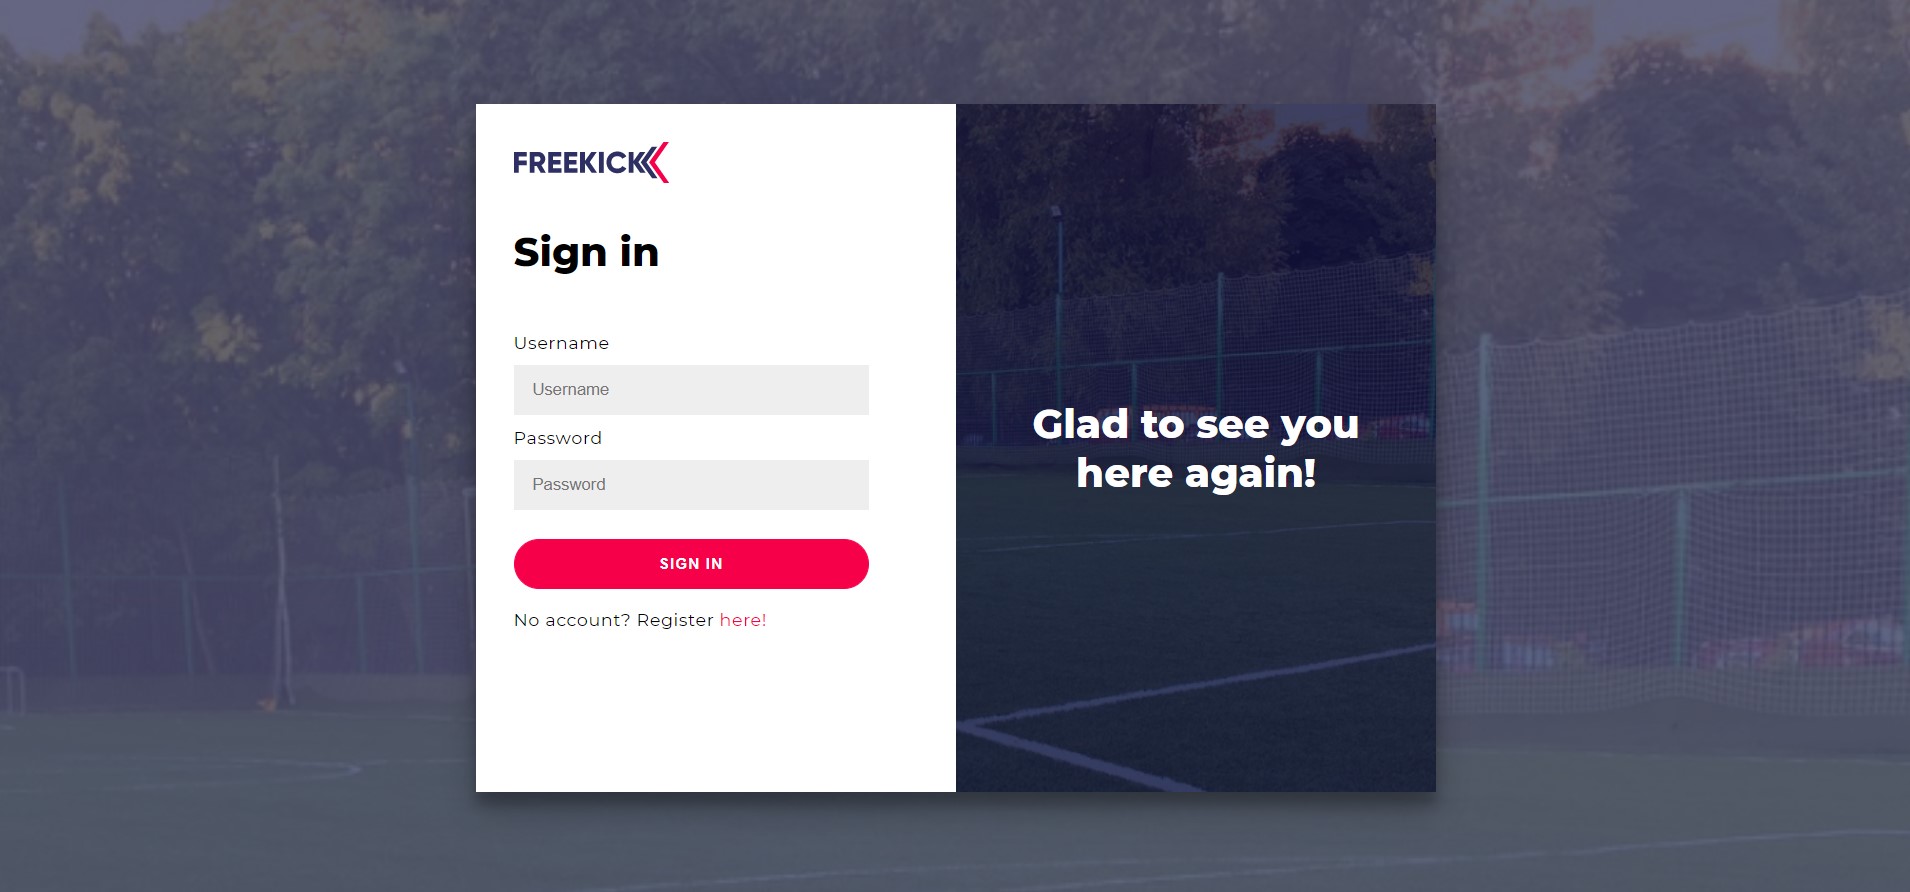 FREEKICK
Sign in
Username
Username
Password
Password
SIGN IN
No account? Register here!
Glad to see you
here again!